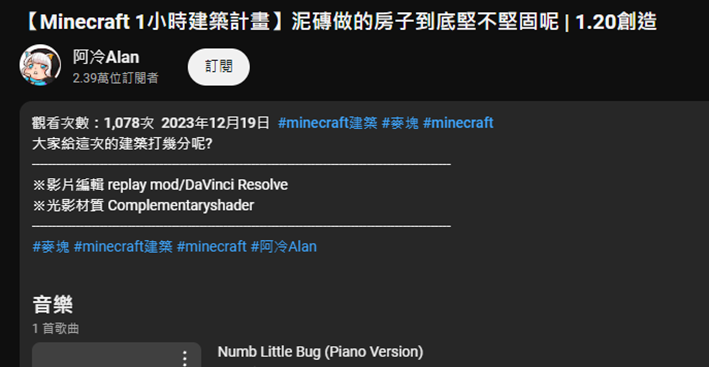 【Minecraft 1小時建築計畫】泥磚做的房子到底堅不堅固呢 | 1.20創造
阿冷Alan
2.39萬位訂閱者
訂閱
觀看次數：1,078次 2023年12月19日 #minecraft建築 #麥塊 #minecraft
大家給這次的建築打幾分呢?
※影片編輯 replay mod/DaVinci Resolve
※光影材質 Complementaryshader
#麥塊 #minecraft建築 #minecraft #阿冷Alan
音樂
1 首歌曲
Numb Little Bug (Piano Version)